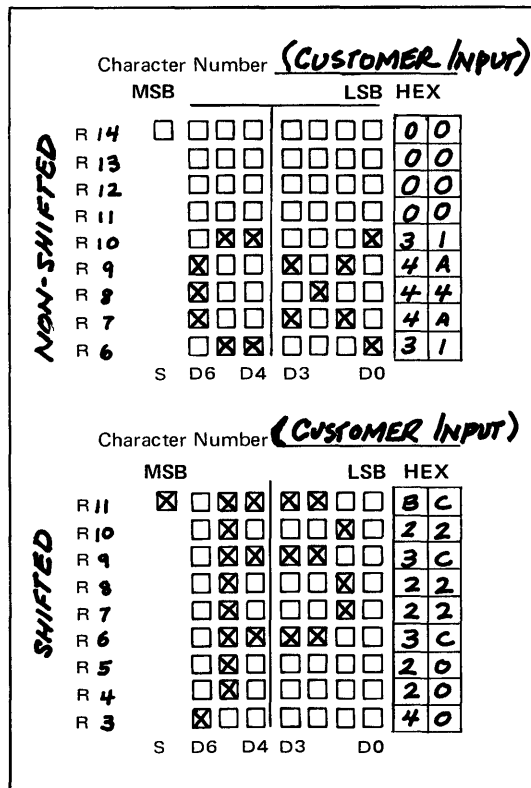 Character Number (CUSTOMER INPUT)
MSB LSB HEX
NON-SHIFTED
R 14 0 0
R 13 0 0
R 12 0 0
R 11 0 0
R 10 3 1
R 9 4 A
R 8 4 4
R 7 4 A
R 6 3 1
S D6 D4 D3 D0
Character Number (CUSTOMER INPUT)
MSB LSB HEX
SHIFTED
R 11 B C
R 10 2 2
R 9 3 C
R 8 2 2
R 7 2 2
R 6 3 C
R 5 2 0
R 4 2 0
R 3 4 0
S D6 D4 D3 D0